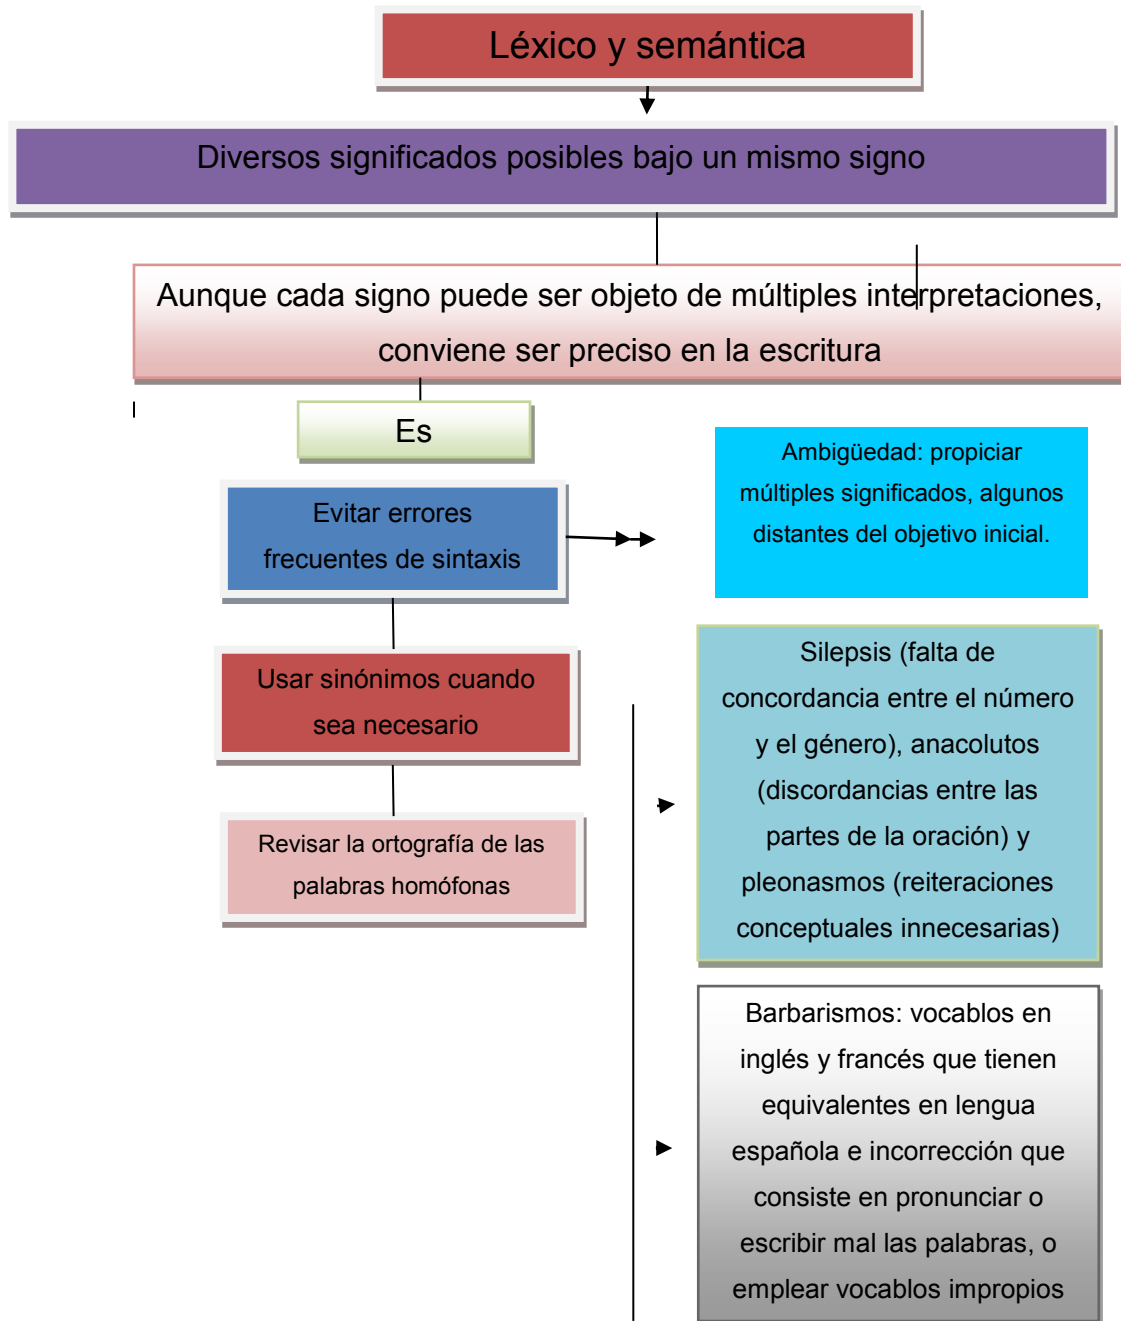 Léxico y semántica
Diversos significados posibles bajo un mismo signo
Aunque cada signo puede ser objeto de múltiples interpretaciones,
conviene ser preciso en la escritura
Es
Evitar errores
frecuentes de sintaxis
Usar sinónimos cuando
sea necesario
Revisar la ortografía de las
palabras homófonas
Ambigüedad: propiciar
múltiples significados, algunos
distantes del objetivo inicial.
Silepsis (falta de
concordancia entre el número
y el género), anacolutos
(discordancias entre las
partes de la oración) y
pleonasmos (reiteraciones
conceptuales innecesarias)
Barbarismos: vocablos en
inglés y francés que tienen
equivalentes en lengua
española e incorrección que
consiste en pronunciar o
escribir mal las palabras, o
emplear vocablos impropios